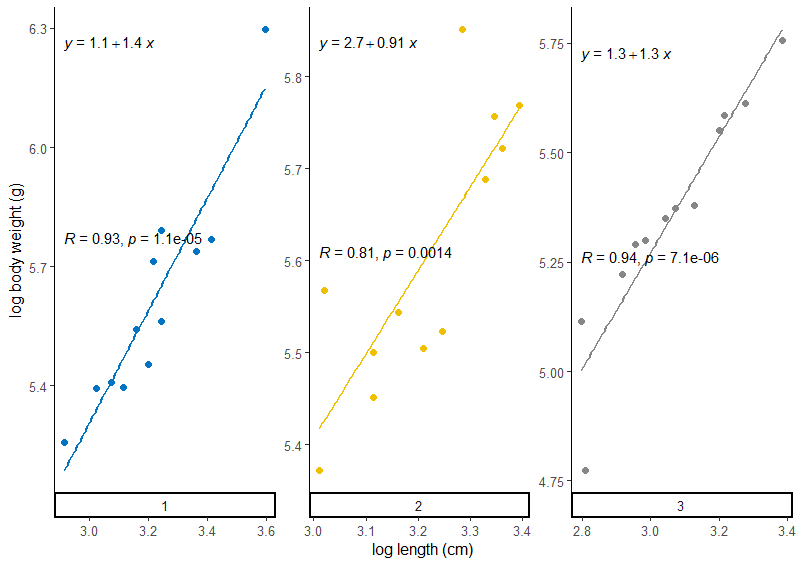 log body weight (g)
6.3
6.0
5.7
5.4
y = 1.1 + 1.4 x
R = 0.93, p = 1.1e-05
1
3.0 3.2 3.4 3.6
5.8
5.7
5.6
5.5
5.4
y = 2.7 + 0.91 x
R = 0.81, p = 0.0014
2
3.0 3.1 3.2 3.3 3.4
5.75
5.50
5.25
5.00
4.75
y = 1.3 + 1.3 x
R = 0.94, p = 7.1e-06
3
2.8 3.0 3.2 3.4
log length (cm)